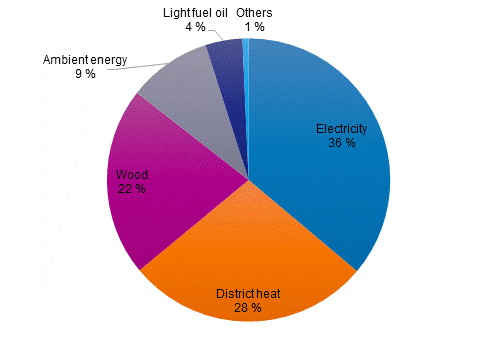 Light fuel oil
4 %
Others
1 %
Ambient energy
9 %
Electricity
36 %
Wood
22 %
District heat
28 %